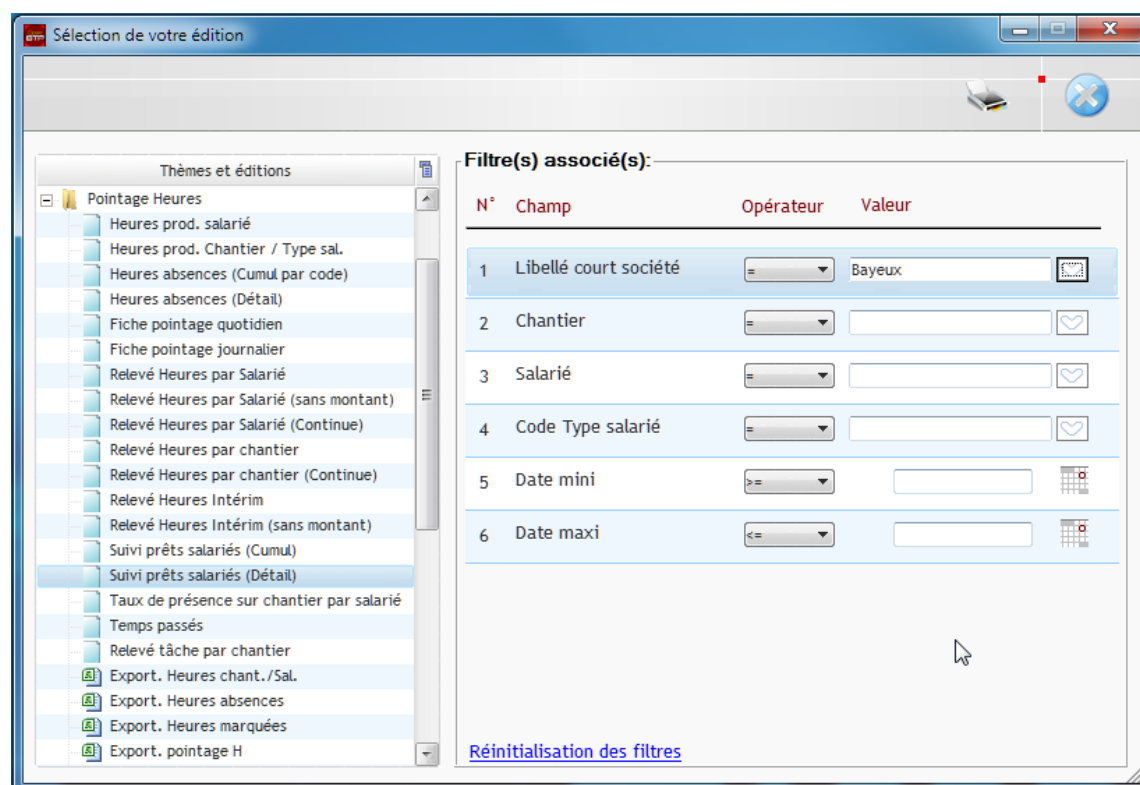 Sélection de votre édition
Thèmes et éditions
Pointage Heures
Heures prod. salarié
Heures prod. Chantier / Type sal.
Heures absences (Cumul par code)
Heures absences (Détail)
Fiche pointage quotidien
Fiche pointage journalier
Relevé Heures par Salarié
Relevé Heures par Salarié (sans montant)
Relevé Heures par Salarié (Continue)
Relevé Heures par chantier
Relevé Heures par chantier (Continue)
Relevé Heures Intérim
Relevé Heures Intérim (sans montant)
Suivi prêts salariés (Cumul)
Suivi prêts salariés (Détail)
Taux de présence sur chantier par salarié
Temps passés
Relevé tâche par chantier
Export. Heures chant./Sal.
Export. Heures absences
Export. Heures marquées
Export. pointage H
Filtre(s) associé(s):
N° Champ Opérateur Valeur
1 Libellé court société = Bayeux
2 Chantier =
3 Salarié =
4 Code Type salarié =
5 Date mini >=
6 Date maxi <=
Réinitialisation des filtres